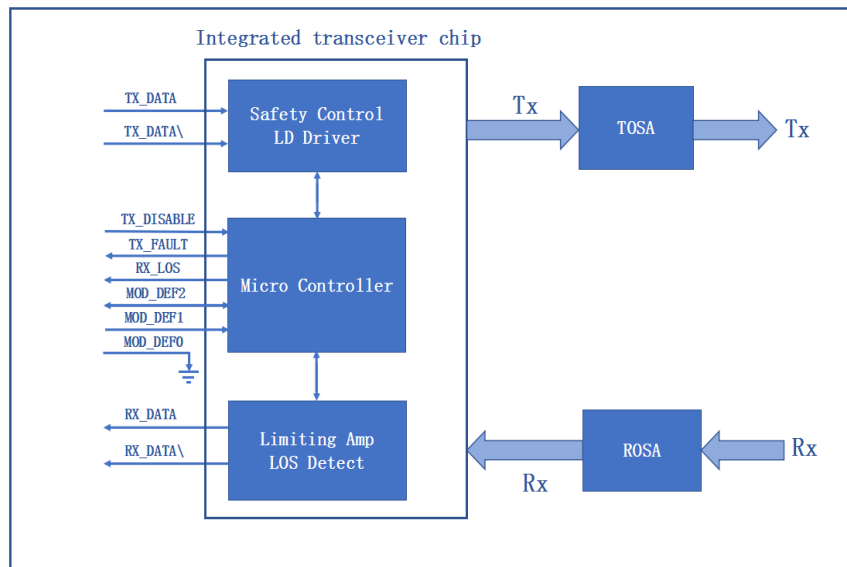 Integrated transceiver chip
TX_DATA
TX_DATA\
Safety Control
LD Driver
Tx
TOSA
Tx
TX_DISABLE
TX_FAULT
RX_LOS
MOD_DEF2
MOD_DEF1
MOD_DEF0
Micro Controller
RX_DATA
RX_DATA\
Limiting Amp
LOS Detect
Rx
ROSA
Rx